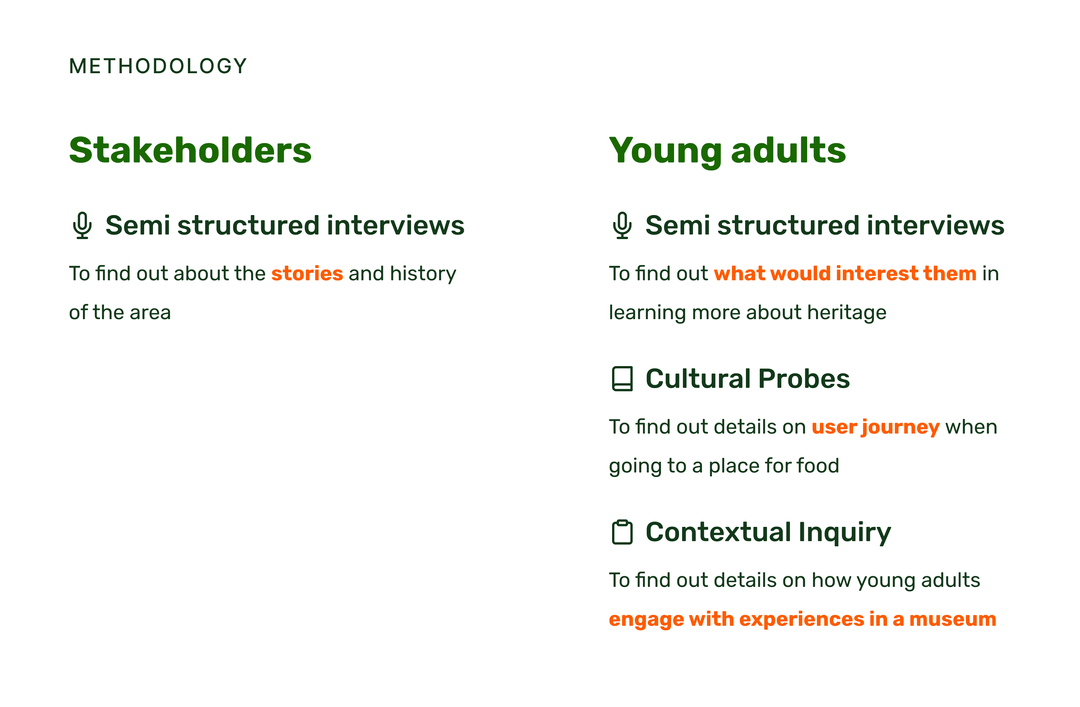 METHODOLOGY
Stakeholders
Semi structured interviews
To find out about the stories and history
of the area
Young adults
Semi structured interviews
To find out what would interest them in
learning more about heritage
Cultural Probes
To find out details on user journey when
going to a place for food
Contextual Inquiry
To find out details on how young adults
engage with experiences in a museum